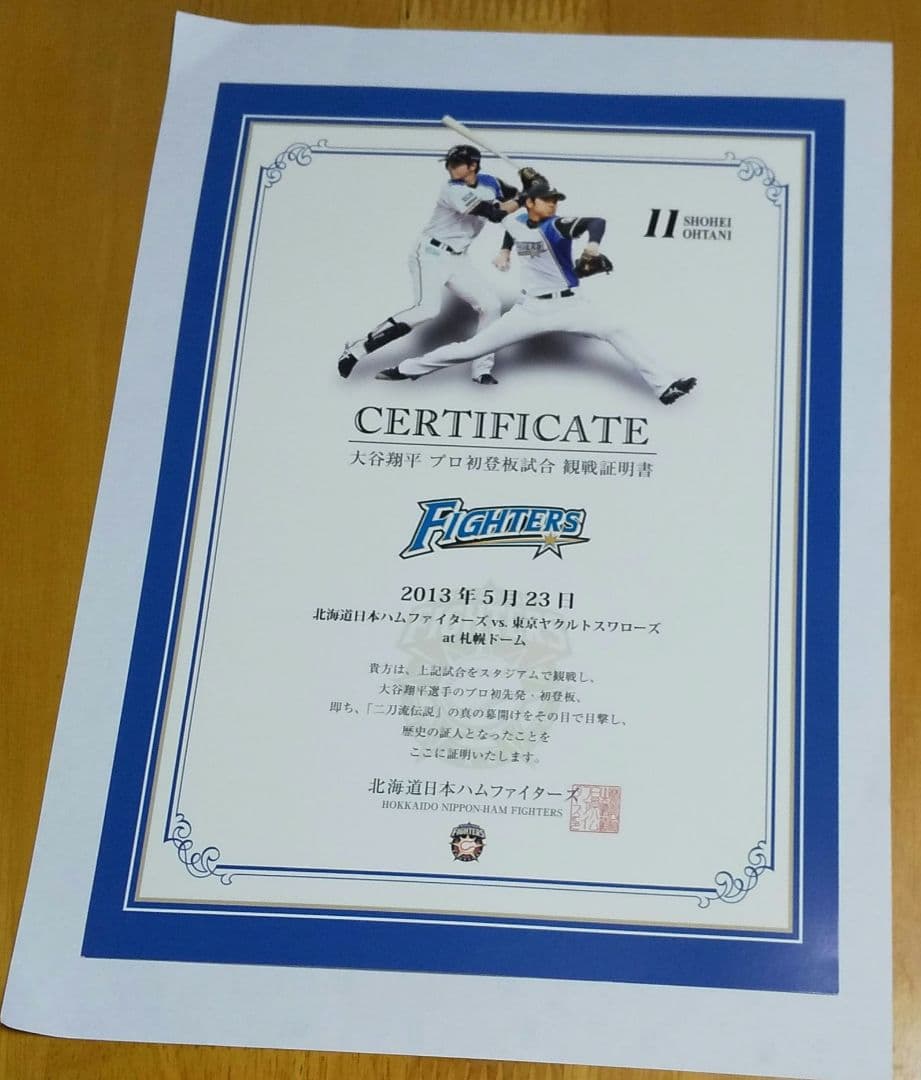 11 SHOHEI
OHTANI
CERTIFICATE
大谷翔平 プロ初登板試合 観戦証明書
FIGHTERS
2013年5月23日
北海道日本ハムファイターズ vs. 東京ヤクルトスワローズ
at 札幌ドーム
貴方は、上記試合をスタジアムで観戦し、
大谷翔平選手のプロ初先発・初登板、
即ち、「二刀流伝説」の真の幕開けをその目で目撃し、
歴史の証人となったことを
ここに証明いたします。
北海道日本ハムファイターズ
HOKKAIDO NIPPON-HAM FIGHTERS
FIGHTERS